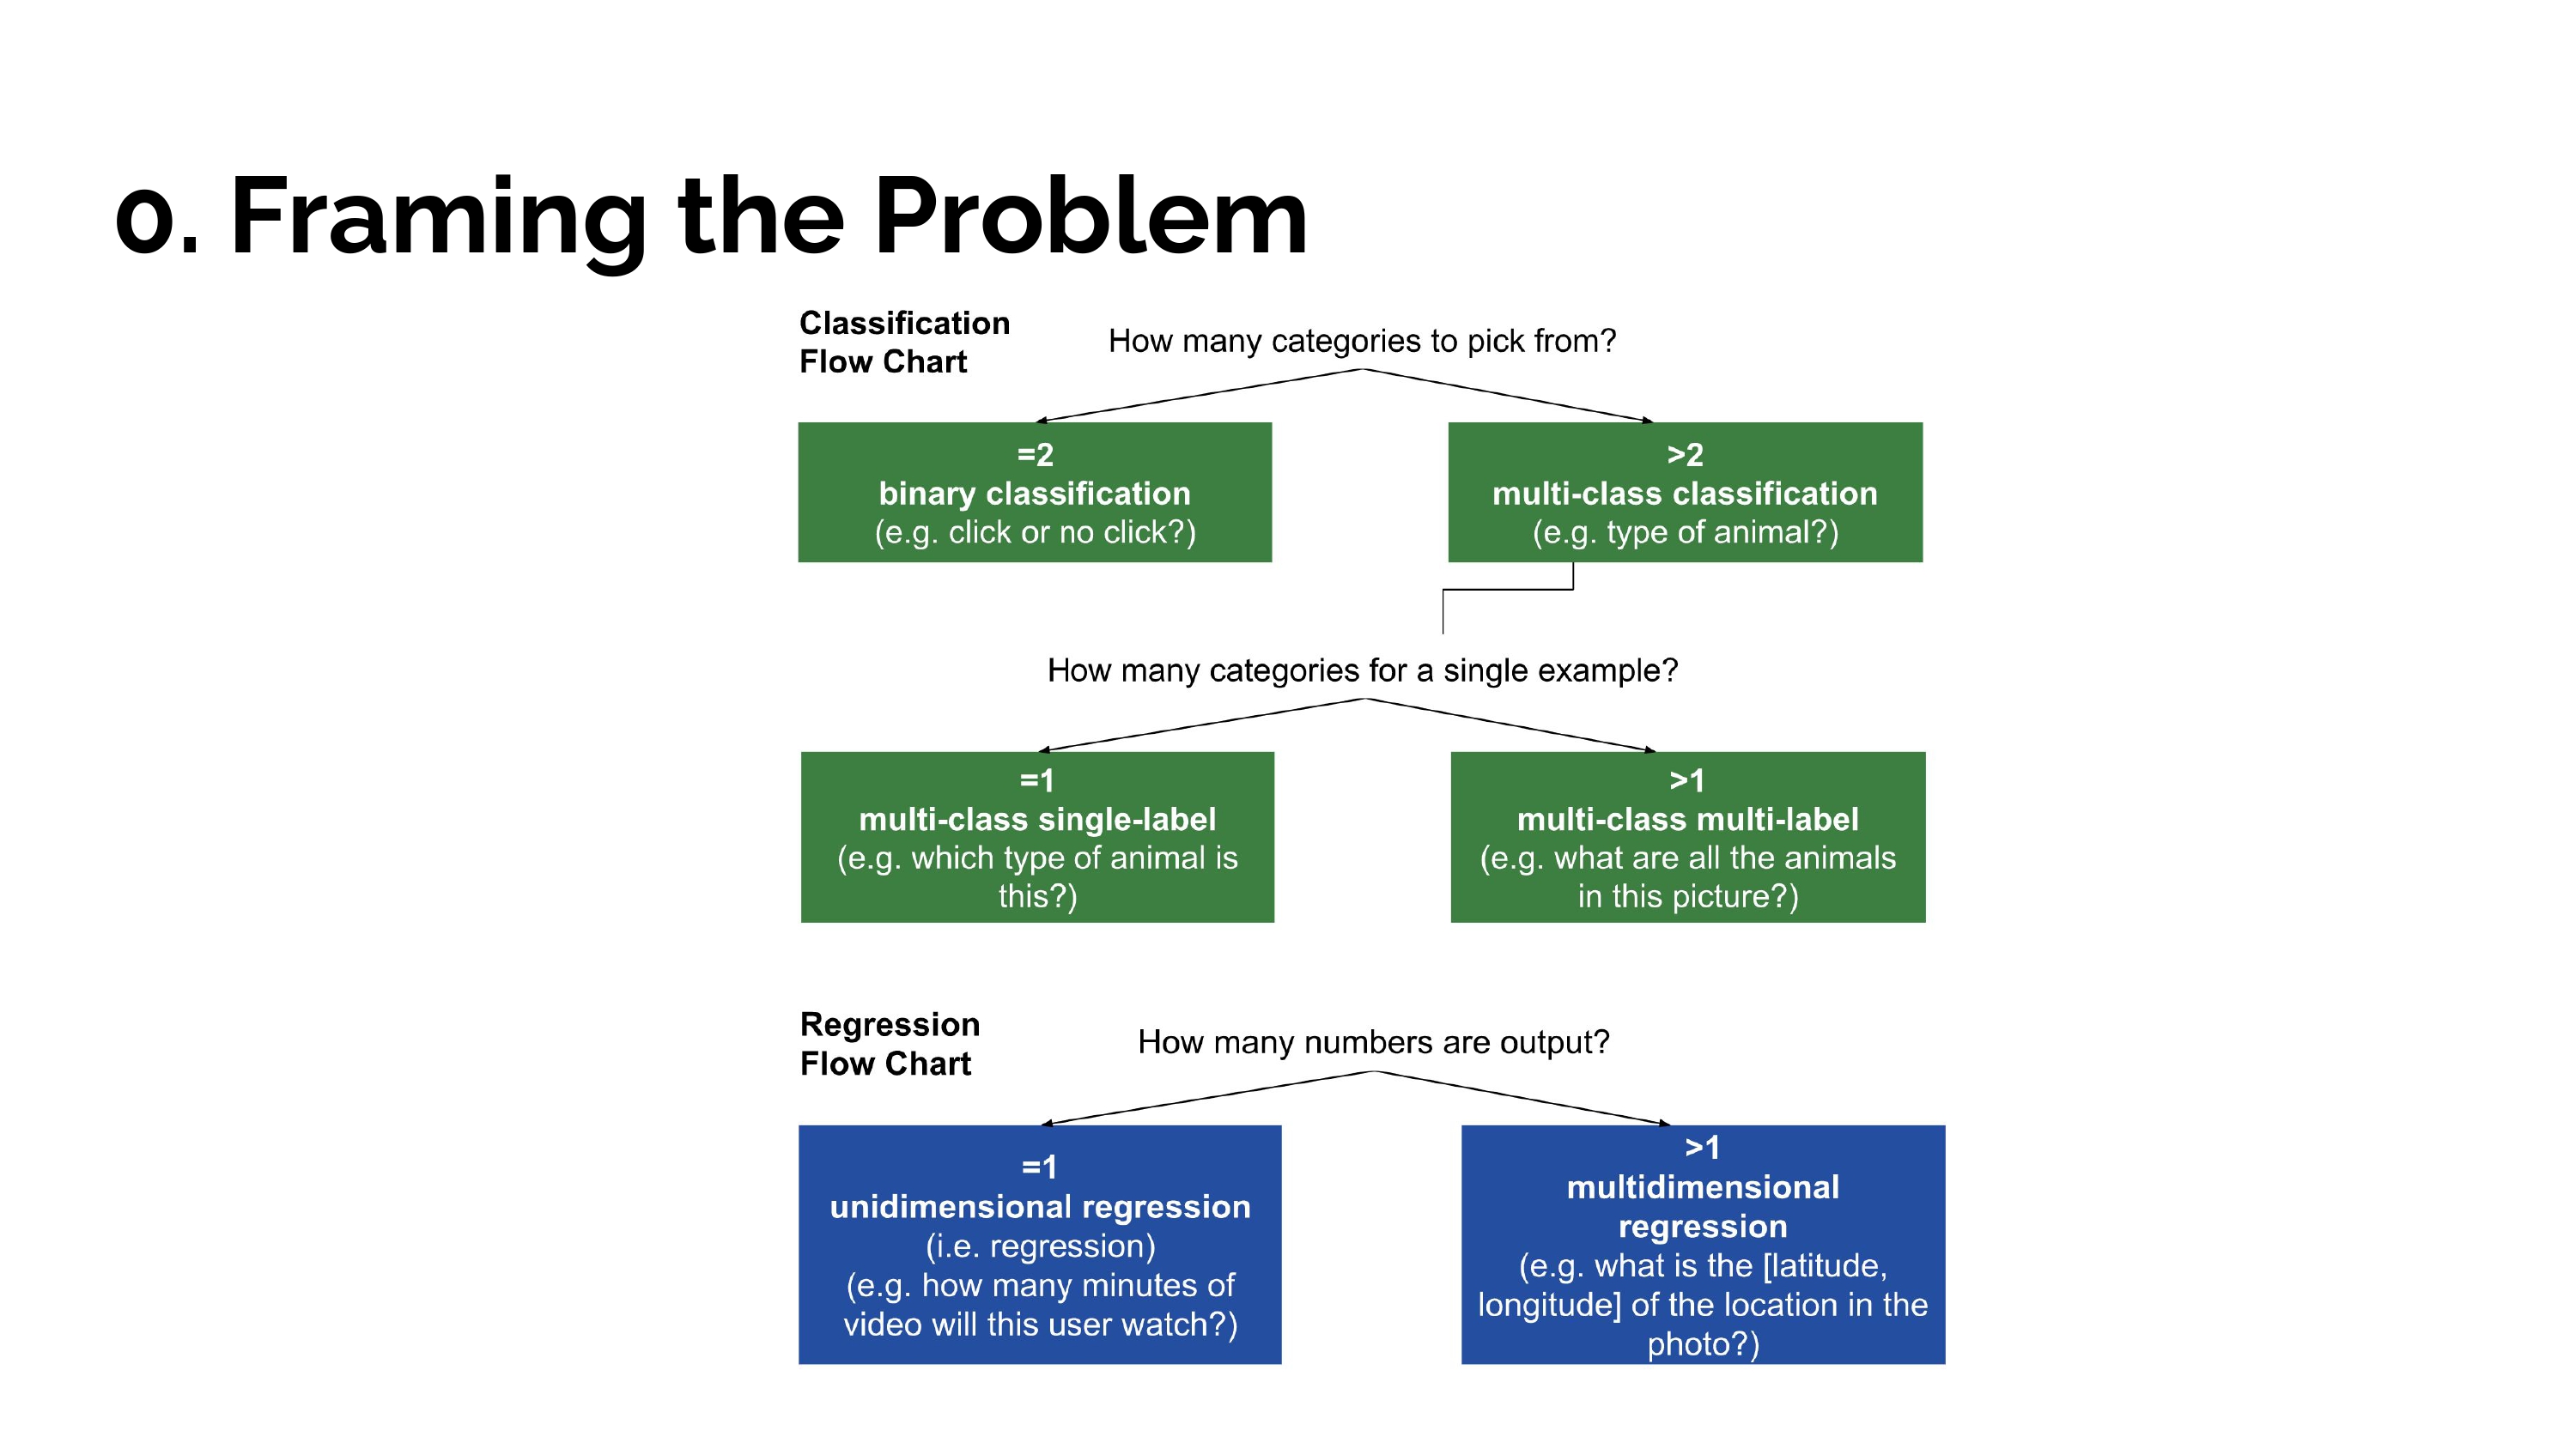 0. Framing the Problem
Classification
Flow Chart
How many categories to pick from?
=2
binary classification
(e.g. click or no click?)
>2
multi-class classification
(e.g. type of animal?)
How many categories for a single example?
=1
multi-class single-label
(e.g. which type of animal is
this?)
>1
multi-class multi-label
(e.g. what are all the animals
in this picture?)
Regression
Flow Chart
How many numbers are output?
=1
unidimensional regression
(i.e. regression)
(e.g. how many minutes of
video will this user watch?)
>1
multidimensional
regression
(e.g. what is the [latitude,
longitude] of the location in the
photo?)